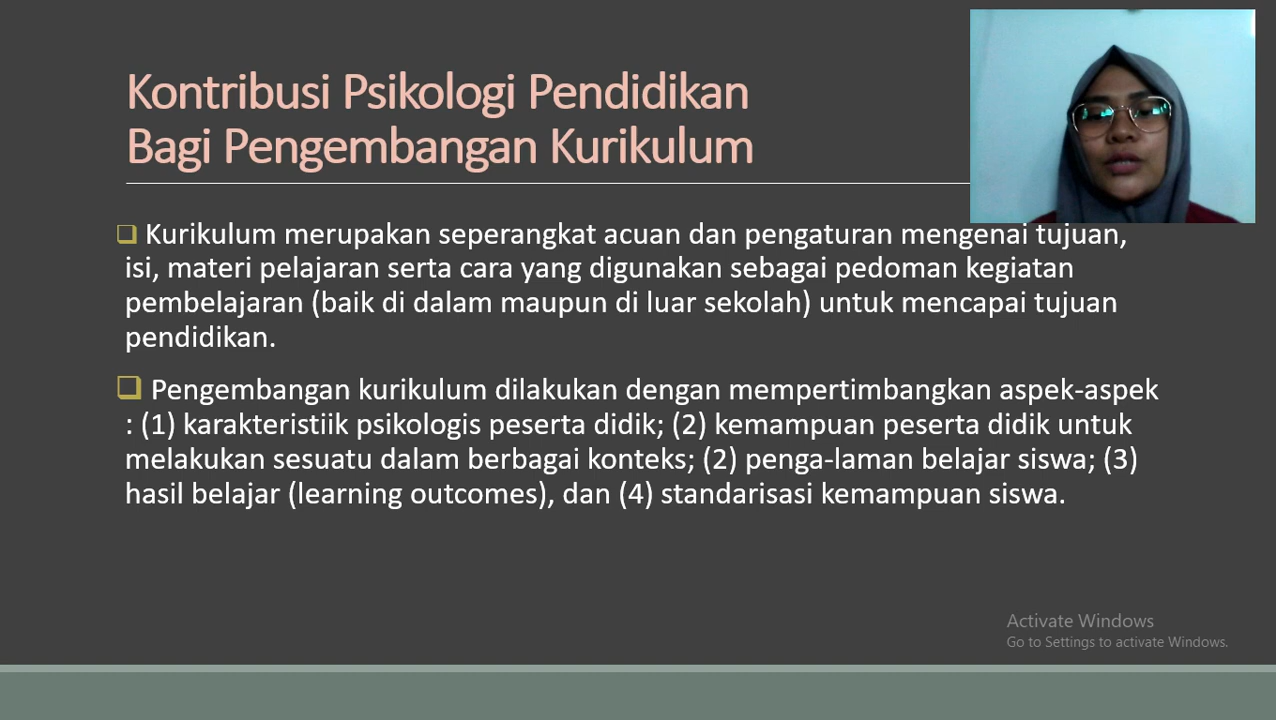 Kontribusi Psikologi Pendidikan
Bagi Pengembangan Kurikulum
Kurikulum merupakan seperangkat acuan dan pengaturan mengenai tujuan,
isi, materi pelajaran serta cara yang digunakan sebagai pedoman kegiatan
pembelajaran (baik di dalam maupun di luar sekolah) untuk mencapai tujuan
pendidikan.
Pengembangan kurikulum dilakukan dengan mempertimbangkan aspek-aspek
: (1) karakteristiik psikologis peserta didik; (2) kemampuan peserta didik untuk
melakukan sesuatu dalam berbagai konteks; (2) penga-laman belajar siswa; (3)
hasil belajar (learning outcomes), dan (4) standarisasi kemampuan siswa.
Activate Windows
Go to Settings to activate Windows.